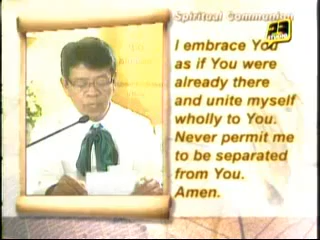 Spiritual Communion
I embrace You
as if You were
already there
and unite myself
wholly to You.
Never permit me
to be separated
from You.
Amen.